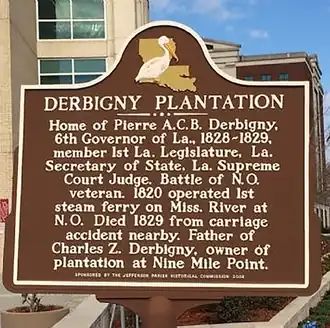 DERBIGNY PLANTATION
Home of Pierre A.C.B. Derbigny,
6th Governor of La., 1828-1829,
member 1st La. Legislature, La.
Secretary of State, La. Supreme
Court Judge, Battle of N.O.
veteran. 1820 operated 1st
steam ferry on Miss. River at
N.O. Died 1829 from carriage
accident nearby. Father of
Charles Z. Derbigny, owner of
plantation at Nine Mile Point.
SPONSORED BY THE JEFFERSON PARISH HISTORICAL COMMISSION 2008